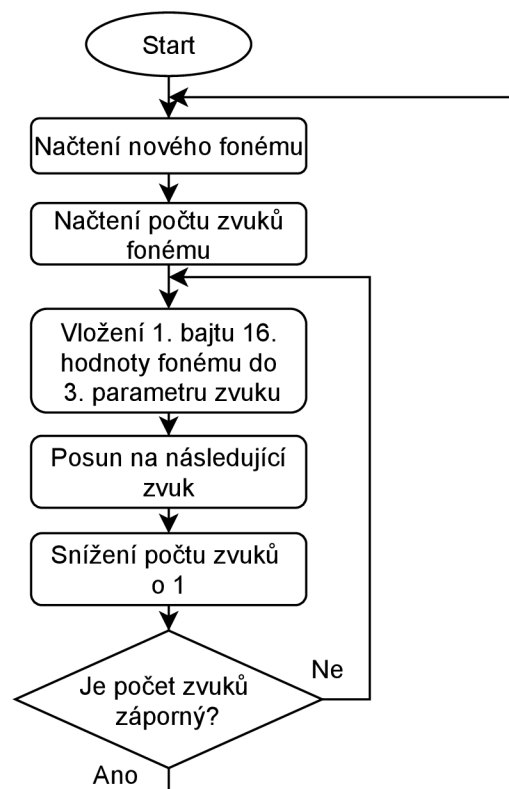 Start
Načtení nového fonému
Načtení počtu zvuků
fonému
Vložení 1. bajtu 16.
hodnoty fonému do
3. parametru zvuku
Posun na následující
zvuk
Snížení počtu zvuků
o 1
Je počet zvuků
záporný?
Ne
Ano